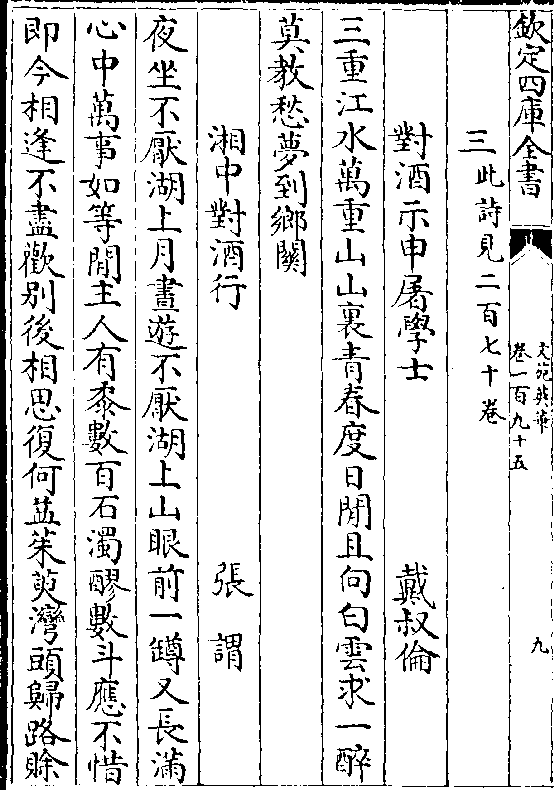 欽定四庫全書
文苑英華
卷一百九十五
九
三此詩見二百七十卷
對酒示申屠學士
戴叔倫
三重江水萬重山山裏青春度日閒且向白雲求一醉
莫教愁夢到鄉關
湘中對酒行
張謂
夜坐不厭湖上月晝遊不厭湖上山眼前一罇又長滿
心中萬事如等閒主人有黍數百石濁醪數斗應不惜
即今相逢不盡歡别後相思復何益茱萸灣頭歸路賖